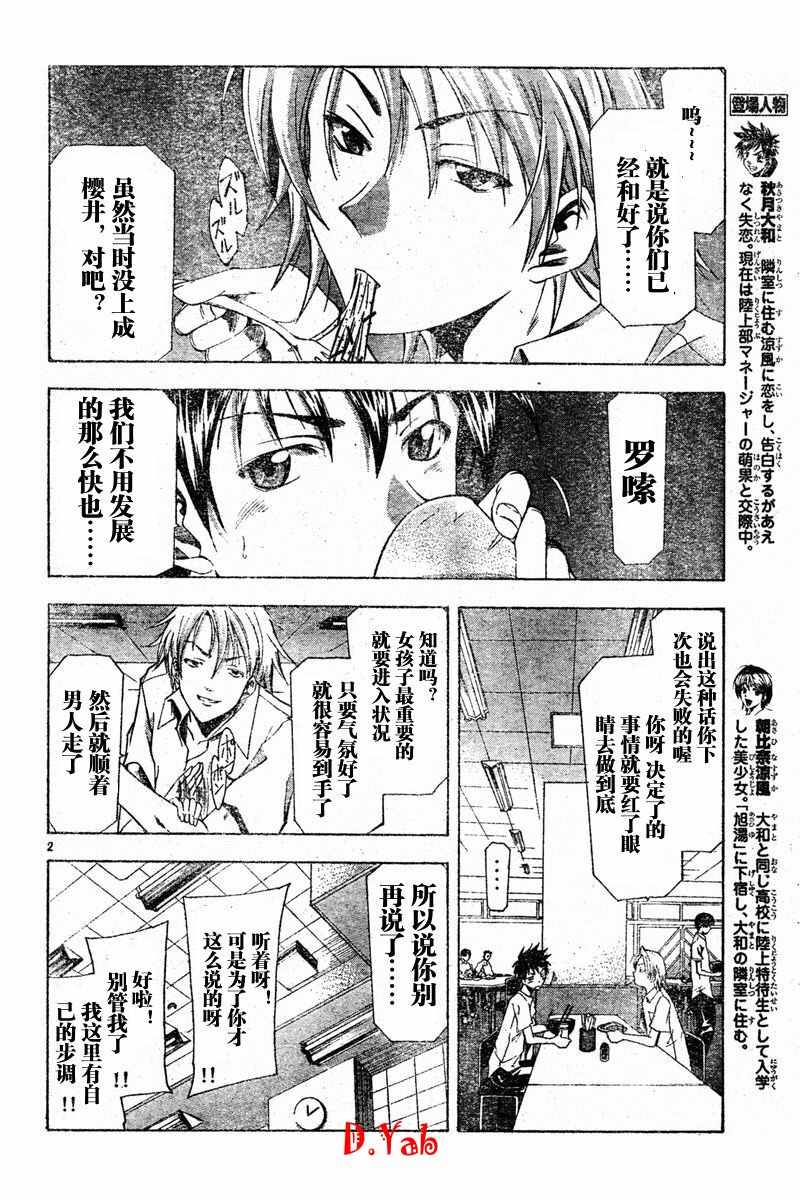 呜~~~
就是说你们已
经和好了……
虽然当时没上成
樱井，对吧？
ズルズル
ズルズル
罗嗦
我们不用发展
的那么快也……
说出这种话你下
次也会失败的喔
你呀 决定了的
事情就要红了眼
睛去做到底
……
知道吗？
女孩子最重要的
就要进入状况
只要气氛好了
就很容易到手了
然后就顺着
男人走了
2
所以说你别
再说了……
听着呀！
可是为了你才
这么说的呀!!
好啦！
别管我了!!
我这里有自
己的步调!!
登場人物
秋月大和 隣室に住む涼風に恋をし、告白するがあえ
なく失恋。現在は陸上部マネージャーの萌果と交際中。
朝比奈涼風 大和と同じ高校に陸上特待生として入学
した美少女。「旭湯」に下宿し、大和の隣室に住む。
D.Yab